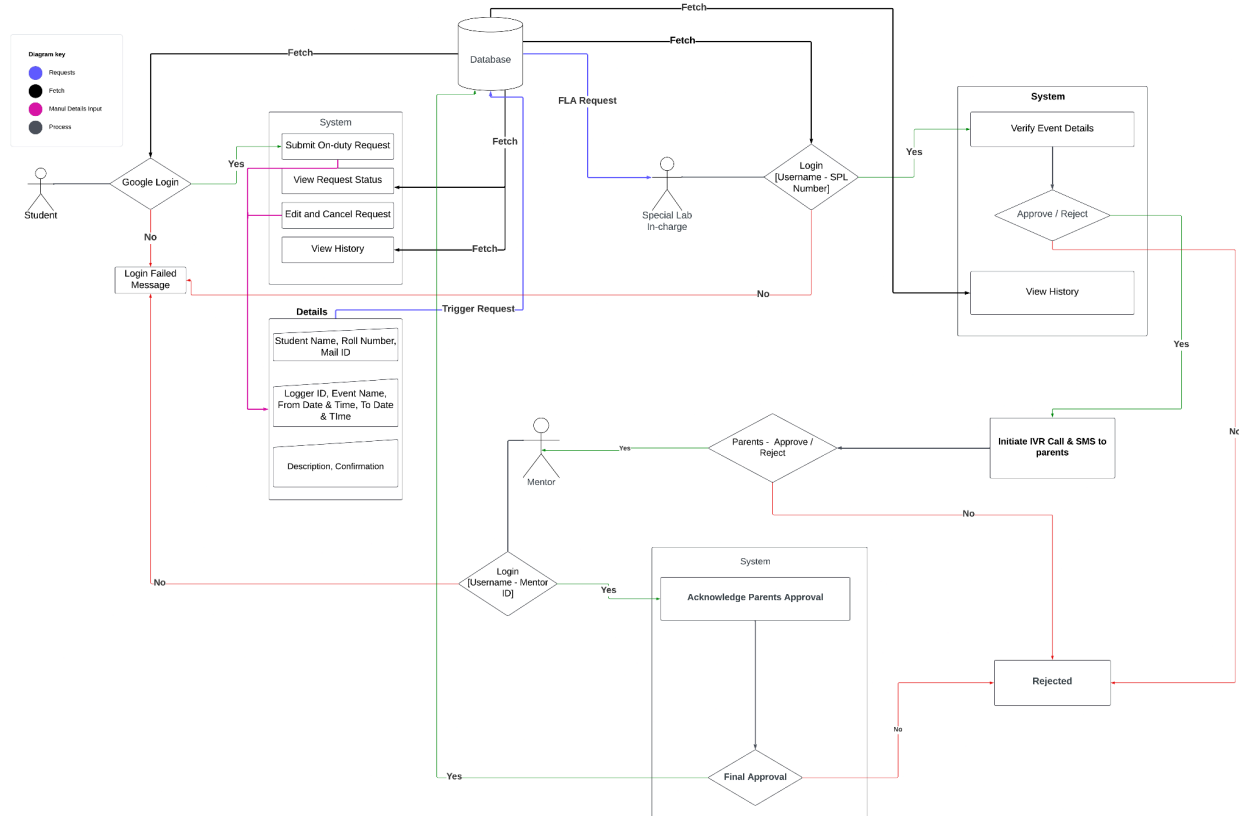 Fetch
Diagram key
Requests
Fetch
Manul Details Input
Process
Database
Fetch
Fetch
FLA Request
System
System
Submit On-duty Request
View Request Status
Edit and Cancel Request
View History
Fetch
Fetch
Verify Event Details
Yes
Yes
Student
Google Login
Special Lab
In-charge
Login
[Username - SPL
Number]
Approve / Reject
No
Login Failed
Message
No
View History
Details
Trigger Request
Student Name, Roll Number,
Mail ID
Yes
Logger ID, Event Name,
From Date & Time, To Date
& TIme
Description, Confirmation
Mentor
Yes
Parents - Approve /
Reject
Initiate IVR Call & SMS to
parents
No
No
No
Login
[Username - Mentor
ID]
Yes
System
Acknowledge Parents Approval
Rejected
No
Yes
Final Approval